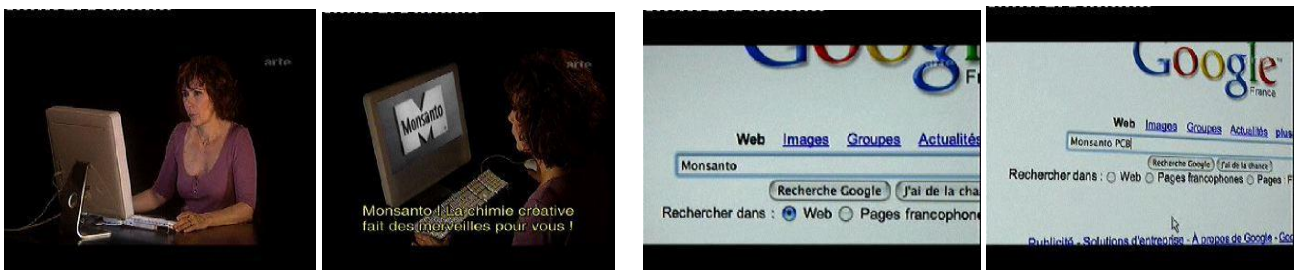 arte
arte
Monsanto
Monsanto ! La chimie créative
fait des merveilles pour vous !
Google
France
Web Images Groupes Actualités
Monsanto
Recherche Google J'ai de la cha
Rechercher dans : Web Pages francophone
Google
France
Web Images Groupes Actualités plus
Monsanto PCB
Recherche Google J'ai de la chance
Rechercher dans : Web Pages francophones Pages : F
Publicité - Solutions d'entreprise - À propos de Google - Goo